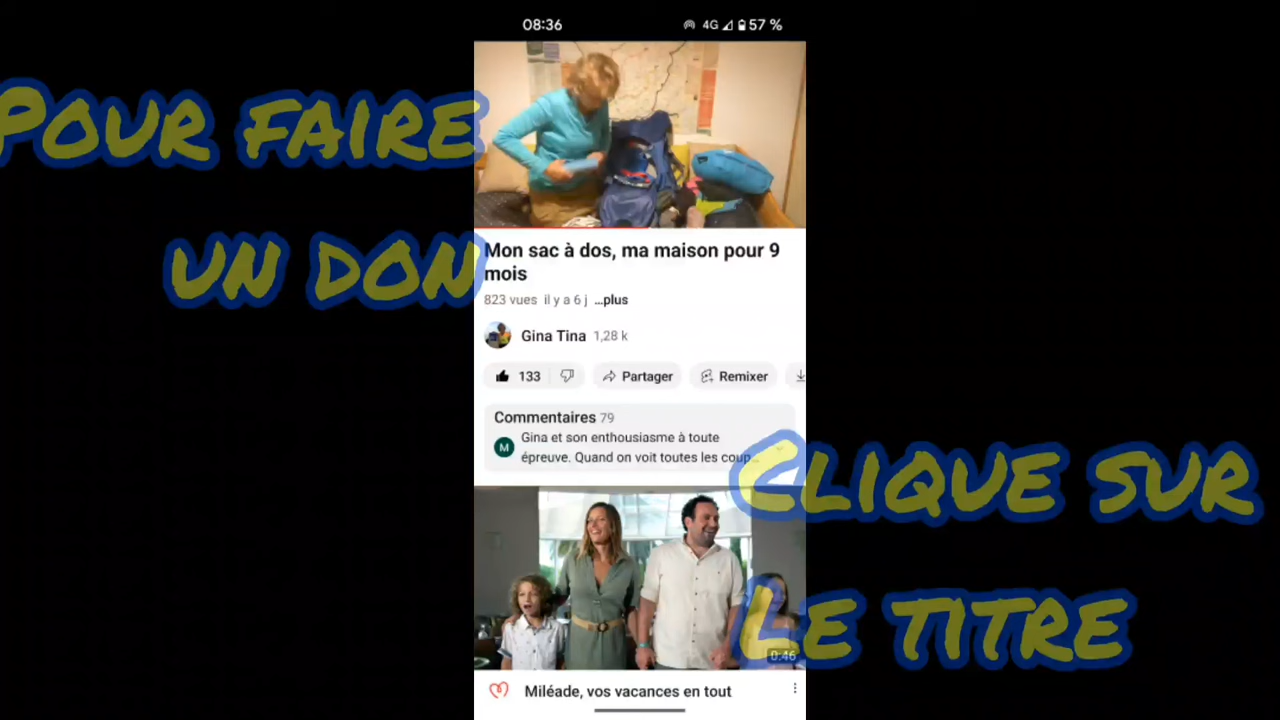 08:36 4G 57 %
POUR FAIRE
UN DON
Mon sac à dos, ma maison pour 9
mois
823 vues il y a 6 j ...plus
Gina Tina 1,28 k
133 Partager Remixer
Commentaires 79
M
Gina et son enthousiasme à toute
épreuve. Quand on voit toutes les coup...
CLIQUE SUR
LE TITRE
0:46
Miléade, vos vacances en tout